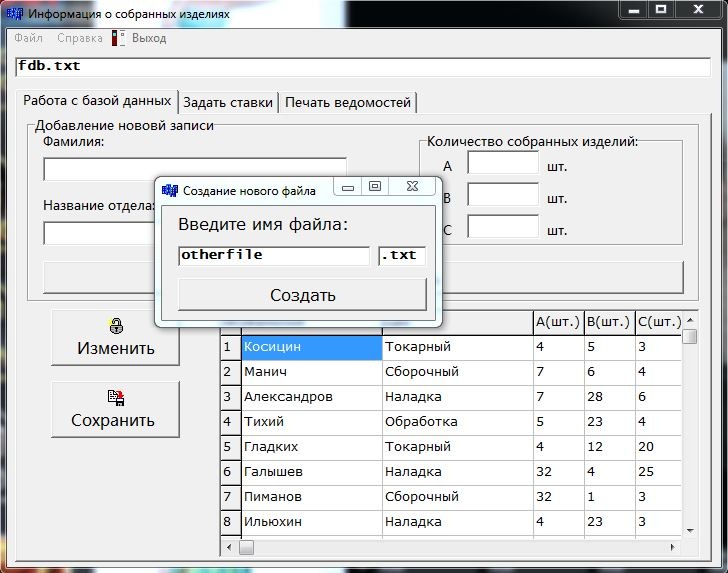 Информация о собранных изделиях
Файл Справка Выход
fdb.txt
Работа с базой данных Задать ставки Печать ведомостей
Добавление нововй записи
Фамилия:
Количество собранных изделий:
A шт.
Создание нового файла
Название отдела:
B шт.
Введите имя файла:
C шт.
otherfile .txt
Создать
Изменить
Сохранить
A(шт.) B(шт.) C(шт.)
1 Косицин Токарный 4 5 3
2 Манич Сборочный 7 6 4
3 Александров Наладка 7 28 6
4 Тихий Обработка 5 23 4
5 Гладких Токарный 4 12 20
6 Галышев Наладка 32 4 25
7 Пиманов Сборочный 32 1 3
8 Ильюхин Наладка 4 23 3